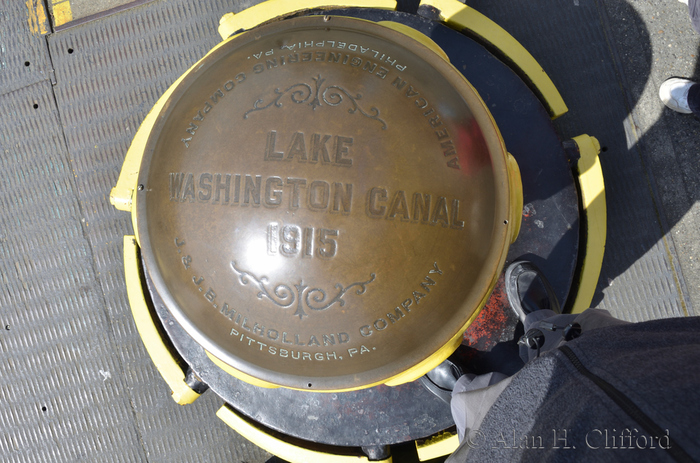 PHILADELPHIA, PA.
AMERICAN ENGINEERING COMPANY
LAKE
WASHINGTON CANAL
1915
J & J.B. MILHOLLAND COMPANY
PITTSBURGH, PA.
© Alan H. Clifford